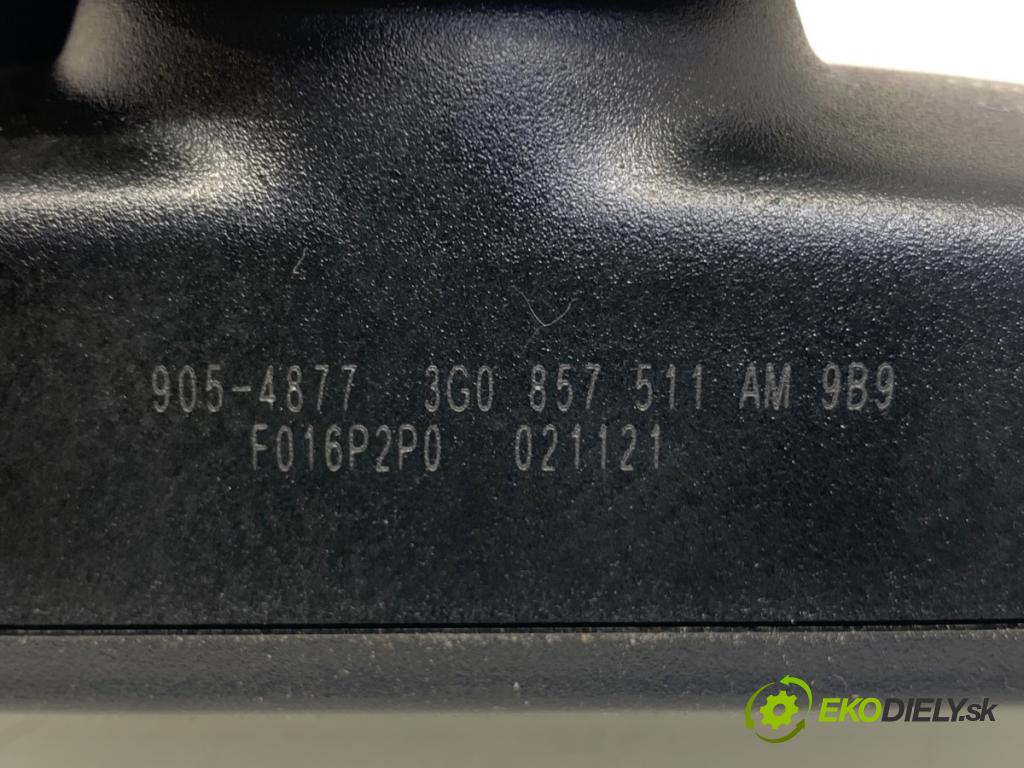 905-4877 3G0 857 511 AM 9B9
F016P2P0 021121
EKODIELY.sk